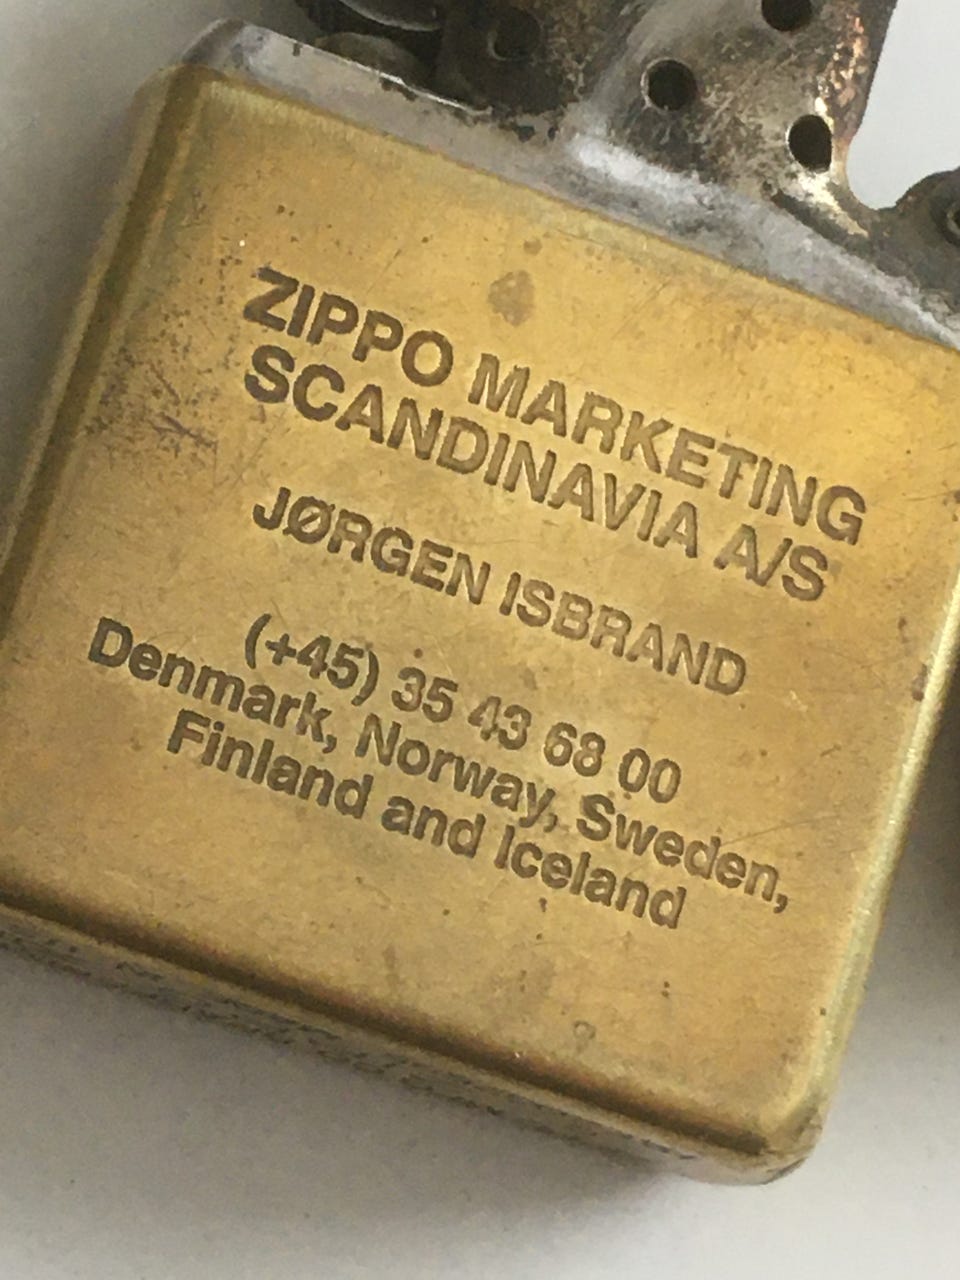 ZIPPO MARKETING
SCANDINAVIA A/S
JØRGEN ISBRAND
(+45) 35 43 68 00
Denmark, Norway, Sweden,
Finland and Iceland